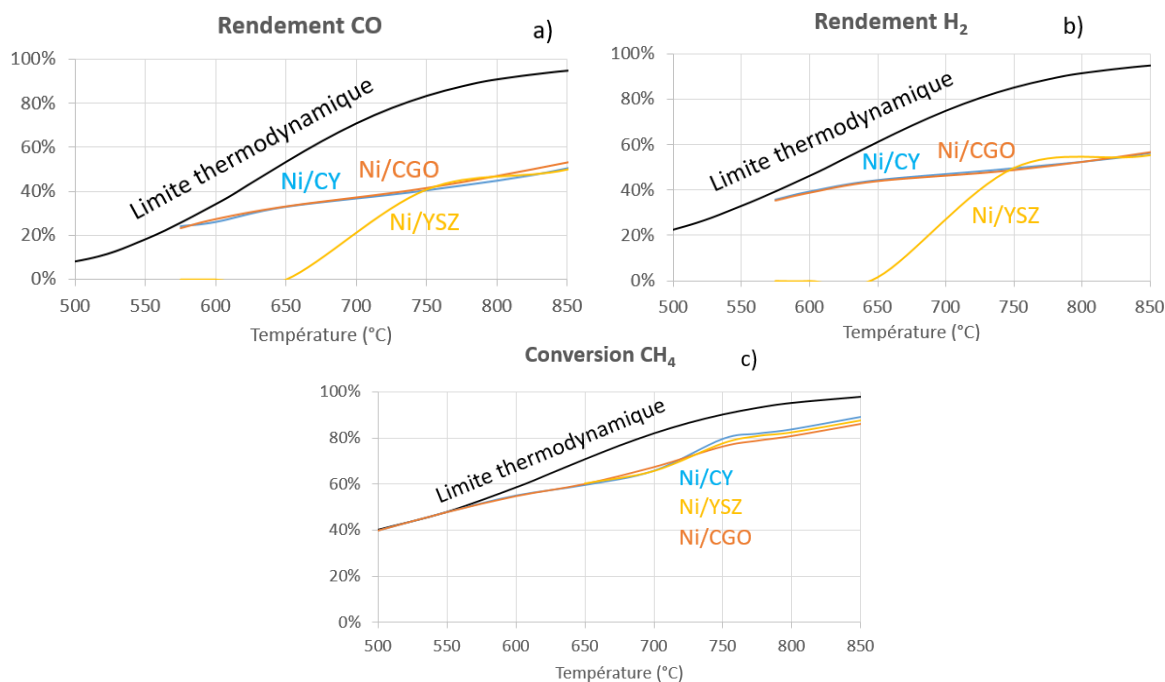 Rendement CO
a)
100%
80%
60%
40%
20%
0%
Limite thermodynamique
Ni/CY
Ni/CGO
Ni/YSZ
500 550 600 650 700 750 800 850
Température (°C)
Rendement H₂
b)
100%
80%
60%
40%
20%
0%
Limite thermodynamique
Ni/CY
Ni/CGO
Ni/YSZ
500 550 600 650 700 750 800 850
Température (°C)
Conversion CH₄
c)
100%
80%
60%
40%
20%
0%
Limite thermodynamique
Ni/CY
Ni/YSZ
Ni/CGO
500 550 600 650 700 750 800 850
Température (°C)